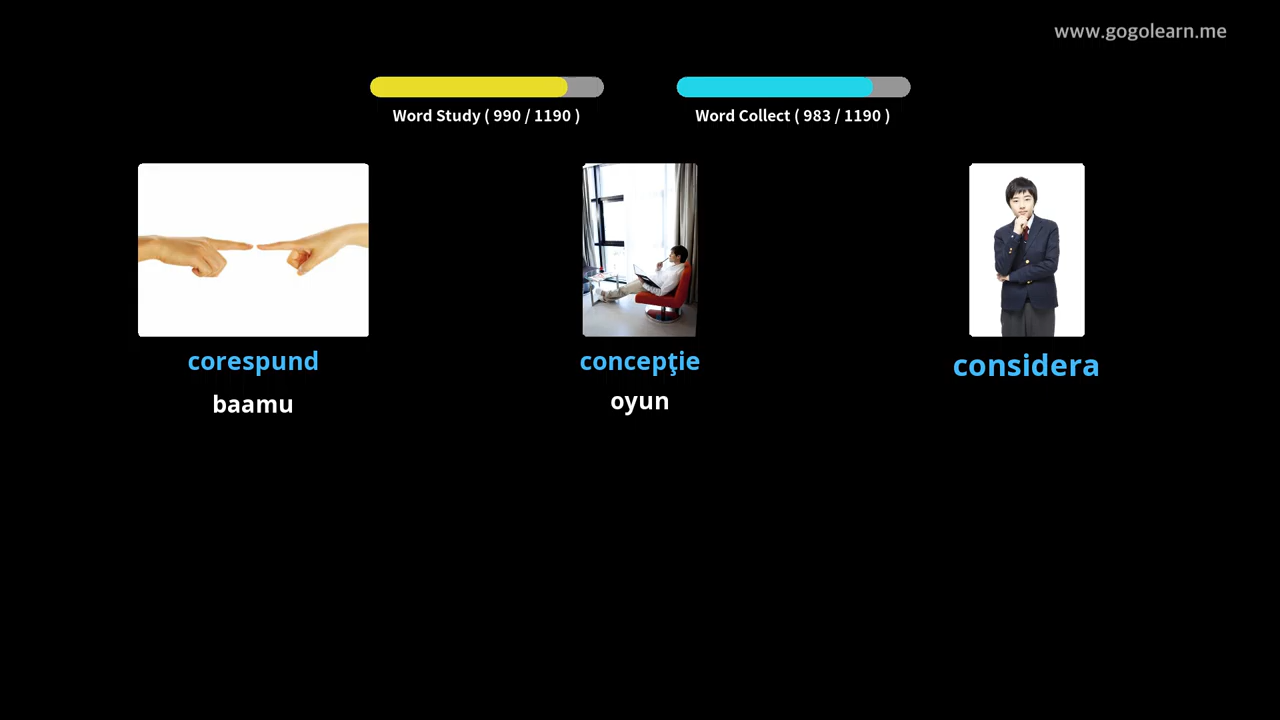 www.gogolearn.me
Word Study ( 990 / 1190 )
Word Collect ( 983 / 1190 )
corespund
concepţie
considera
baamu
oyun